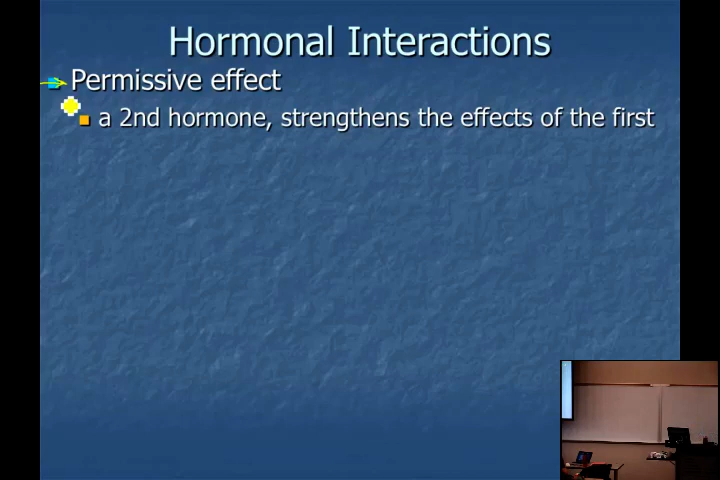 Hormonal Interactions
Permissive effect
a 2nd hormone, strengthens the effects of the first